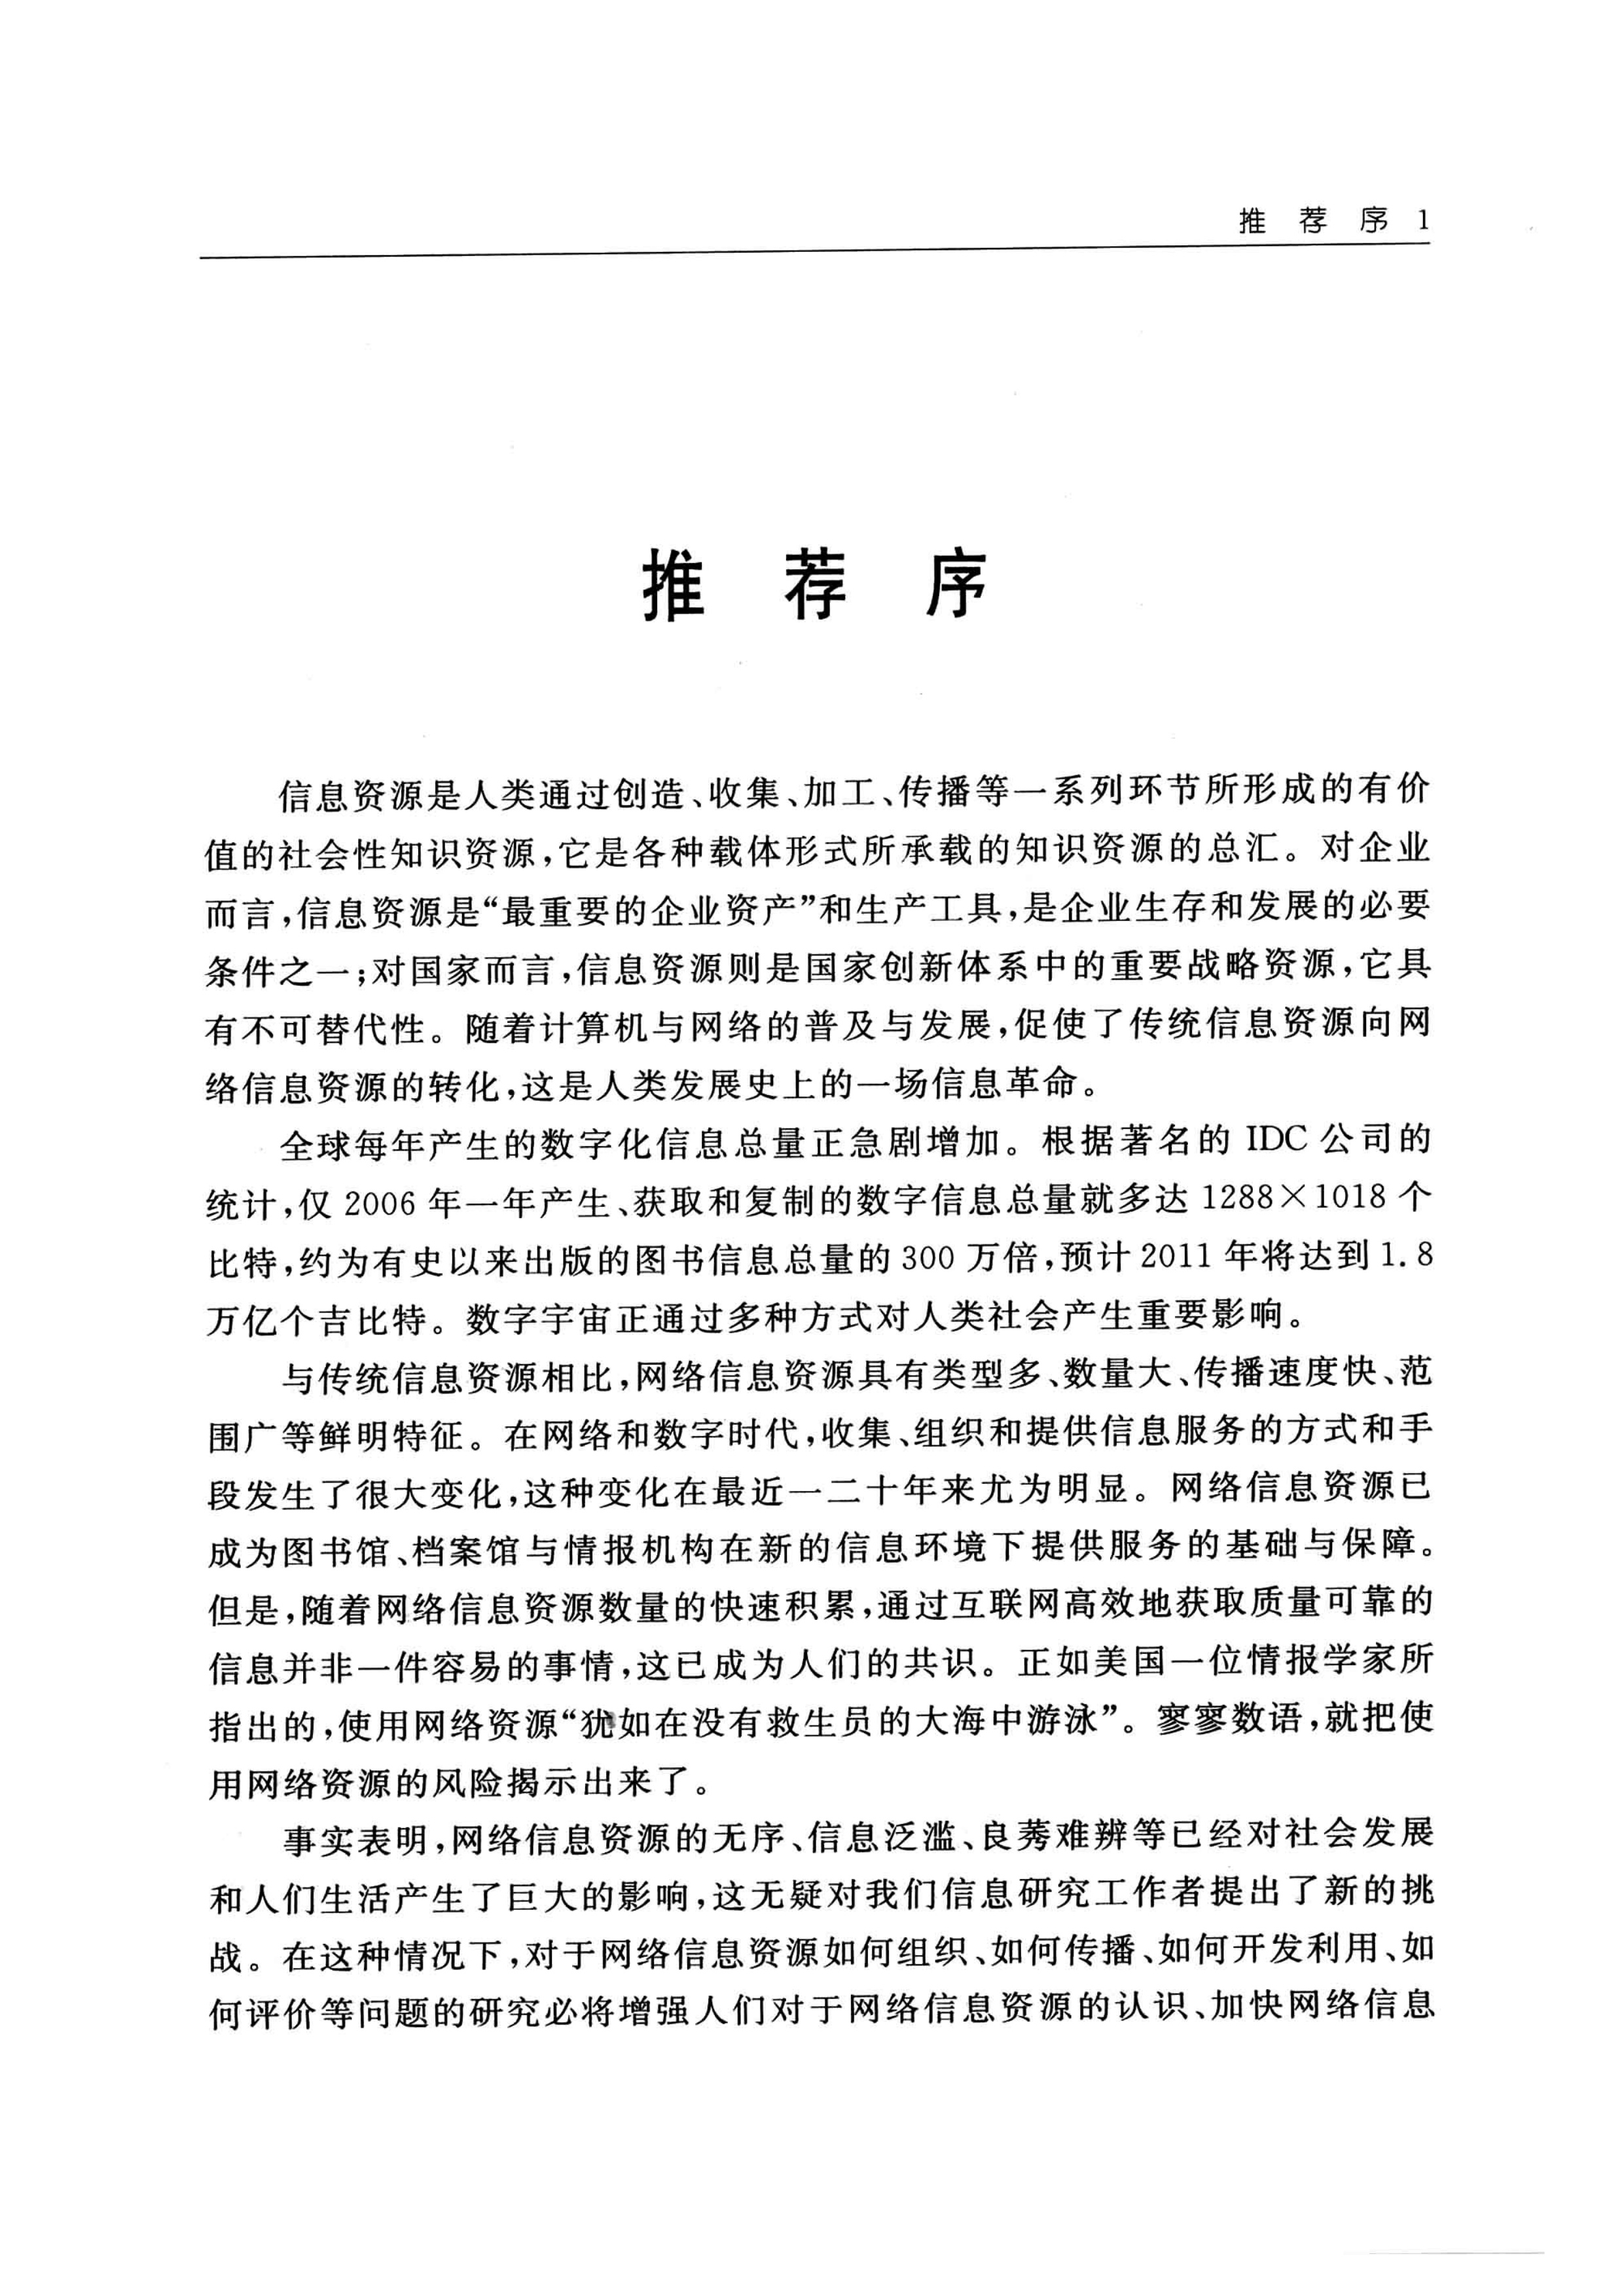 推 荐 序 1
推 荐 序
信息资源是人类通过创造、收集、加工、传播等一系列环节所形成的有价
值的社会性知识资源,它是各种载体形式所承载的知识资源的总汇。对企业
而言,信息资源是“最重要的企业资产”和生产工具,是企业生存和发展的必要
条件之一;对国家而言,信息资源则是国家创新体系中的重要战略资源,它具
有不可替代性。随着计算机与网络的普及与发展,促使了传统信息资源向网
络信息资源的转化,这是人类发展史上的一场信息革命。
全球每年产生的数字化信息总量正急剧增加。根据著名的 IDC 公司的
统计,仅 2006 年一年产生、获取和复制的数字信息总量就多达 1288×1018 个
比特,约为有史以来出版的图书信息总量的 300 万倍,预计 2011 年将达到 1.8
万亿个吉比特。数字宇宙正通过多种方式对人类社会产生重要影响。
与传统信息资源相比,网络信息资源具有类型多、数量大、传播速度快、范
围广等鲜明特征。在网络和数字时代,收集、组织和提供信息服务的方式和手
段发生了很大变化,这种变化在最近一二十年来尤为明显。网络信息资源已
成为图书馆、档案馆与情报机构在新的信息环境下提供服务的基础与保障。
但是,随着网络信息资源数量的快速积累,通过互联网高效地获取质量可靠的
信息并非一件容易的事情,这已成为人们的共识。正如美国一位情报学家所
指出的,使用网络资源“犹如在没有救生员的大海中游泳”。寥寥数语,就把使
用网络资源的风险揭示出来了。
事实表明,网络信息资源的无序、信息泛滥、良莠难辨等已经对社会发展
和人们生活产生了巨大的影响,这无疑对我们信息研究工作者提出了新的挑
战。在这种情况下,对于网络信息资源如何组织、如何传播、如何开发利用、如
何评价等问题的研究必将增强人们对于网络信息资源的认识、加快网络信息